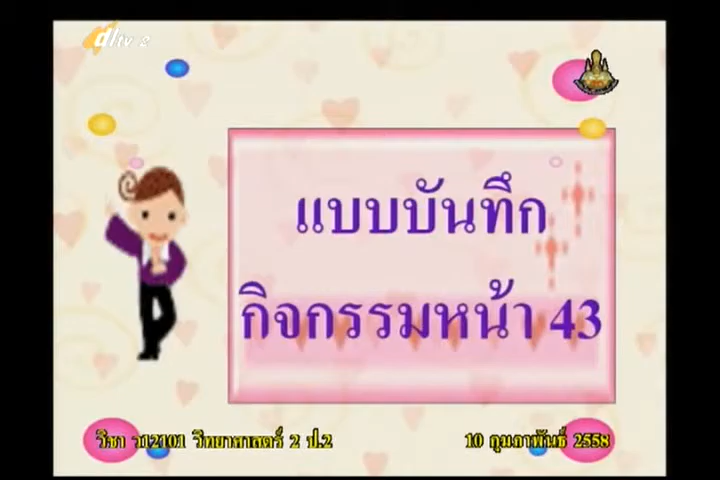 dltv 2
แบบบันทึก
กิจกรรมหน้า 43
วิชา ว12101 วิทยาศาสตร์ 2 ป.2
10 กุมภาพันธ์ 2558